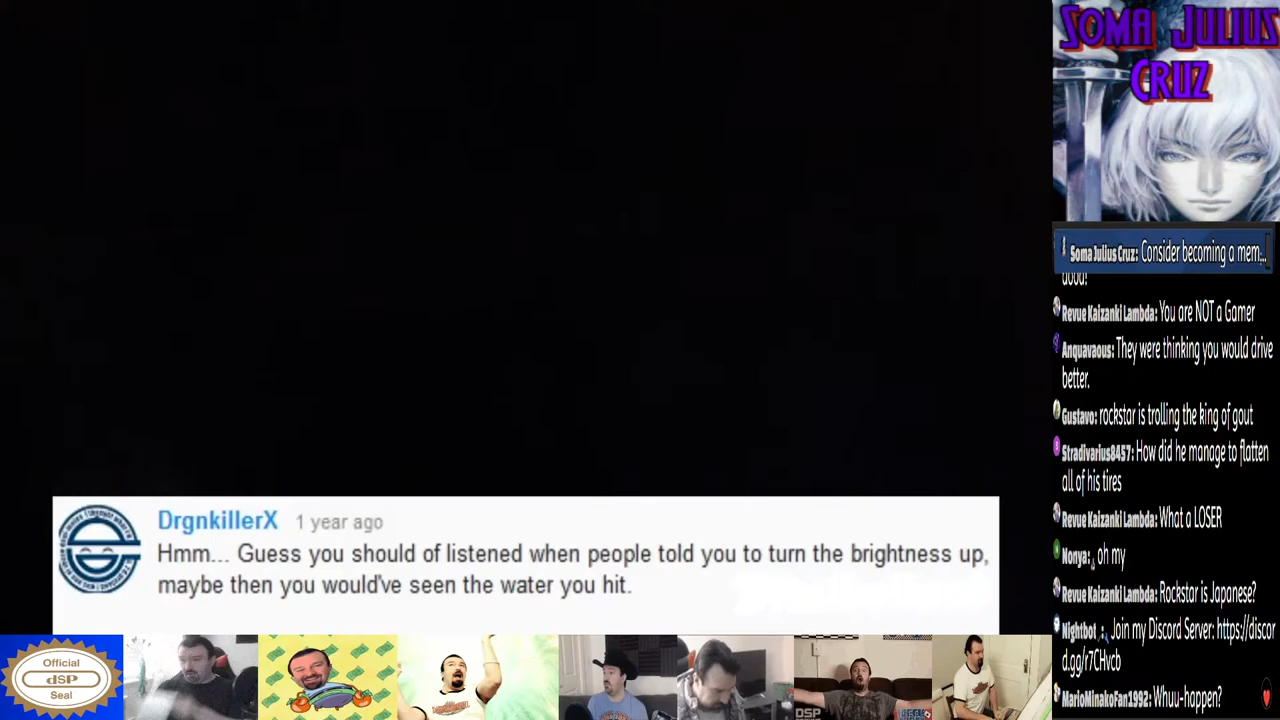 SOMA JULIUS
CRUZ
Soma Julius Cruz: Consider becoming a mem...
good!
Revue Kaizanki Lambda: You are NOT a Gamer
Anquavaous: They were thinking you would drive
better.
Gustavo: rockstar is trolling the king of gout
Stradivarius8457: How did he manage to flatten
all of his tires
Revue Kaizanki Lambda: What a LOSER
Nonya: oh my
Revue Kaizanki Lambda: Rockstar is Japanese?
Nightbot: Join my Discord Server: https://discor
d.gg/r7CHvcb
MarioMinakoFan1992: Whuu-happen?
DrgnkillerX 1 year ago
Hmm... Guess you should of listened when people told you to turn the brightness up,
maybe then you would've seen the water you hit.
Official
dSP
Seal
DSP